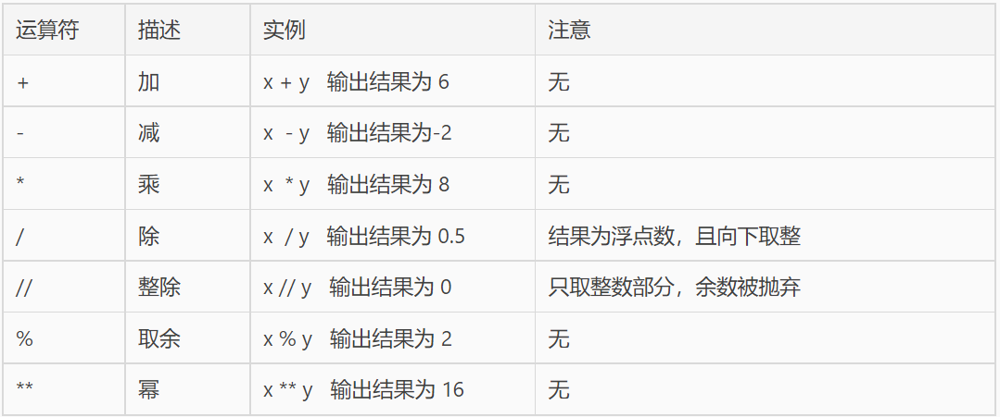 运算符 描述 实例 注意
+ 加 x + y 输出结果为 6 无
- 减 x - y 输出结果为-2 无
* 乘 x * y 输出结果为 8 无
/ 除 x / y 输出结果为 0.5 结果为浮点数，且向下取整
// 整除 x // y 输出结果为 0 只取整数部分，余数被抛弃
% 取余 x % y 输出结果为 2 无
** 幂 x ** y 输出结果为 16 无